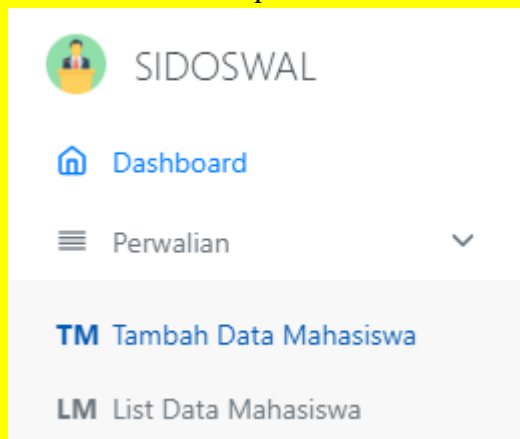 SIDOSWAL
Dashboard
Perwalian
TM Tambah Data Mahasiswa
LM List Data Mahasiswa